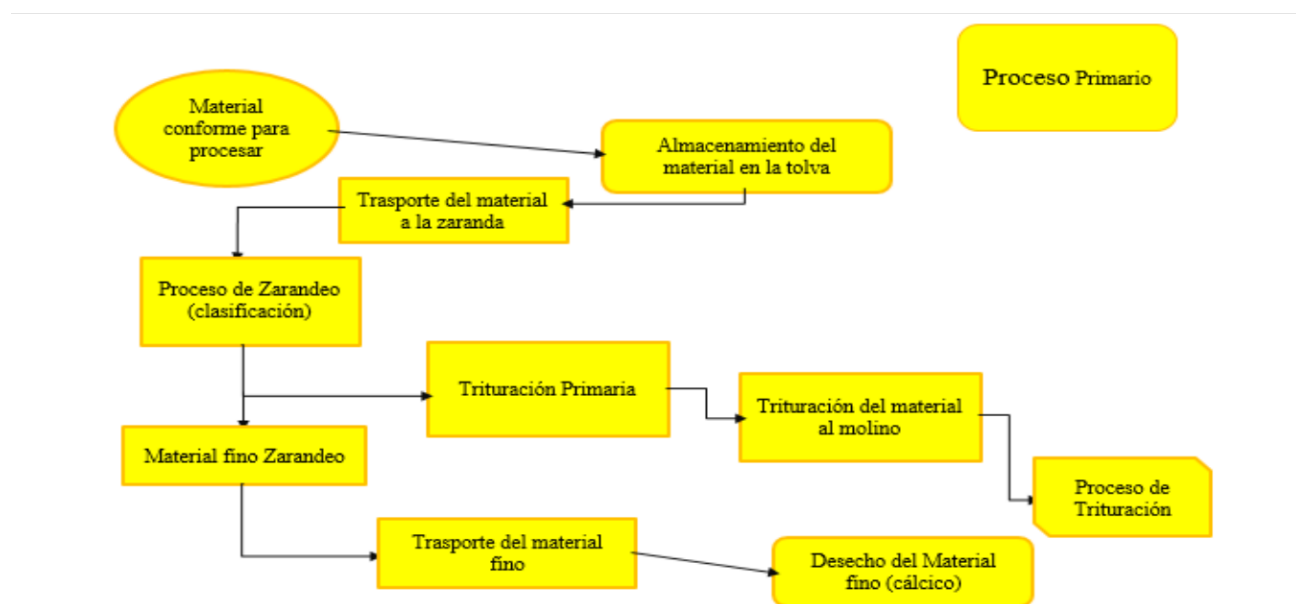 Proceso Primario
Material
conforme para
procesar
Almacenamiento del
material en la tolva
Trasporte del material
a la zaranda
Proceso de Zarandeo
(clasificación)
Trituración Primaria
Trituración del material
al molino
Material fino Zarandeo
Proceso de
Trituración
Trasporte del material
fino
Desecho del Material
fino (cálcico)